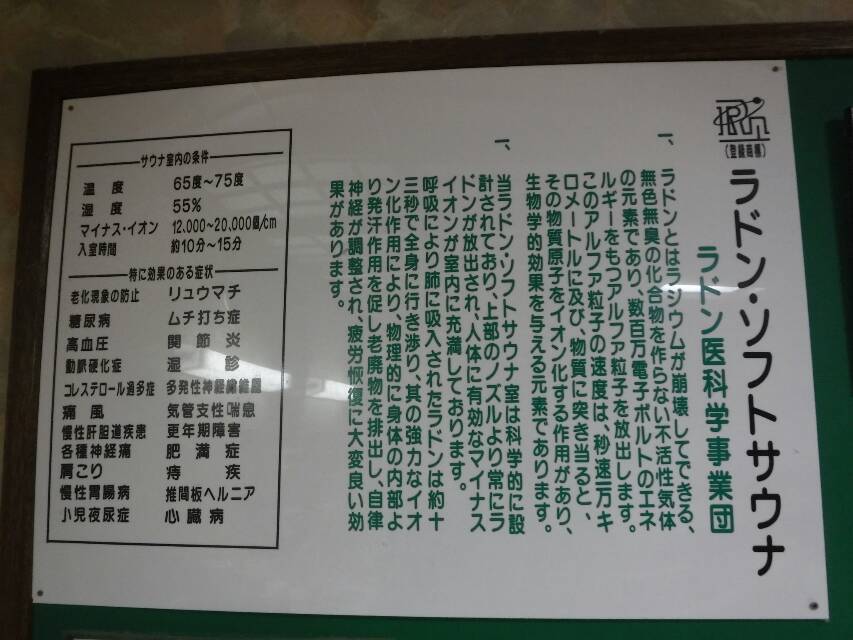 RRM
(登録商標)
ラドン・ソフトサウナ
ラドン医科学事業団
一、ラドンとはラジウムが崩壊してできる、
無色無臭の化合物を作らない不活性気体
の元素であり、数百万電子ボルトのエネ
ルギーをもつアルファ粒子を放出します。
このアルファ粒子の速度は、秒速一万キ
ロメートルに及び、物質に突き当ると、
その物質原子をイオン化する作用があり、
生物学的効果を与える元素であります。
一、当ラドン・ソフトサウナ室は科学的に設
計されており、上部のノズルより常にラ
ドンが放出され、人体に有効なマイナス
イオンが室内に充満しております。
呼吸により肺に吸入されたラドンは約十
三秒で全身に行き渉り、其の強力なイオ
ン化作用により、物理的に身体の内部よ
り発汗作用を促し老廃物を排出し、自律
神経が調整され、疲労恢復に大変良い効
果があります。
サウナ室内の条件
温度 65度〜75度
湿度 55%
マイナス・イオン 12,000〜20,000個/cm
入室時間 約10分〜15分
特に効果のある症状
老化現象の防止 リュウマチ
糖尿病 ムチ打ち症
高血圧 関節炎
動脈硬化症 湿診
コレステロール過多症 多発性神経繊維腫
痛風 気管支性喘息
慢性肝胆道疾患 更年期障害
各種神経痛 肥満症
肩こり 痔疾
慢性胃腸病 推間板ヘルニア
小児夜尿症 心臓病